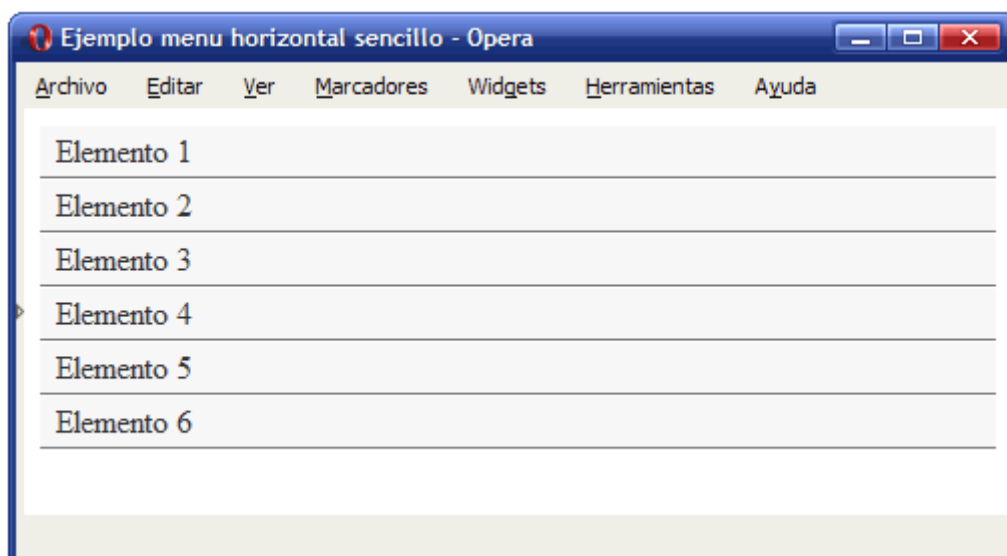 Ejemplo menu horizontal sencillo - Opera
Archivo Editar Ver Marcadores Widgets Herramientas Ayuda
Elemento 1
Elemento 2
Elemento 3
Elemento 4
Elemento 5
Elemento 6